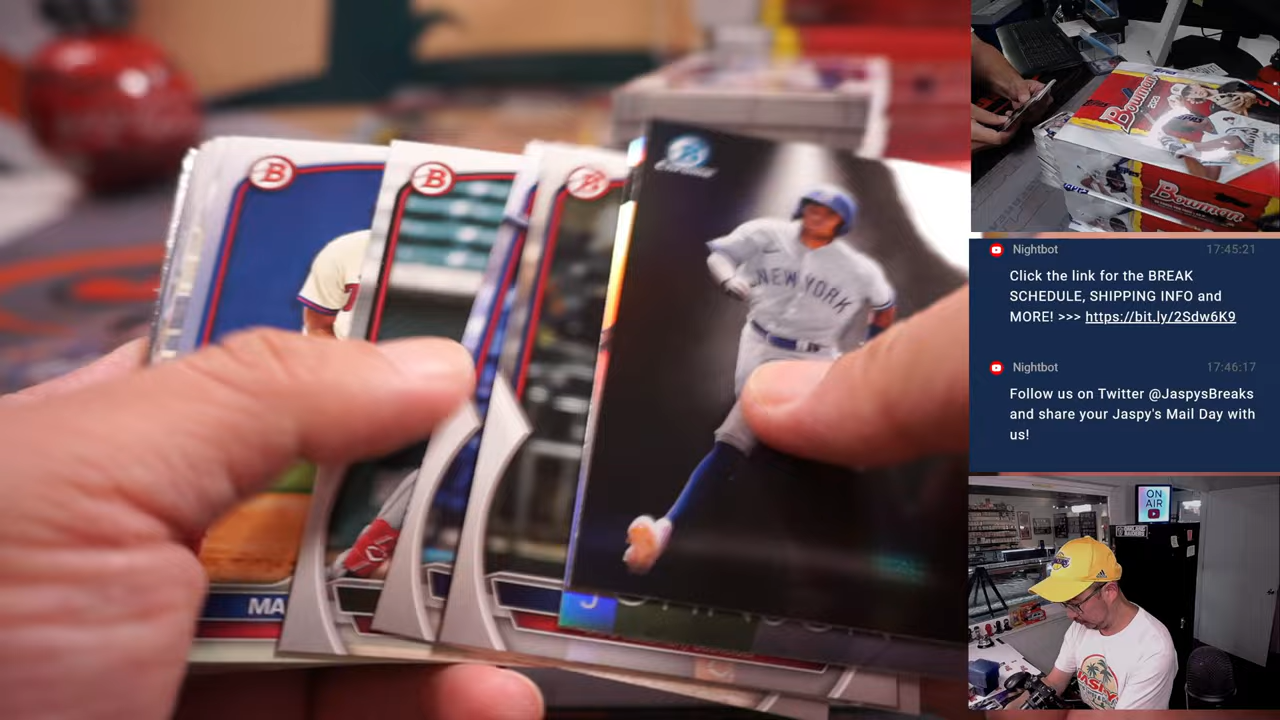 B
B
B
NEW YORK
MA
J
Bowman
Bowman
Nightbot
17:45:21
Click the link for the BREAK
SCHEDULE, SHIPPING INFO and
MORE! >>> https://bit.ly/2Sdw6K9
Nightbot
17:46:17
Follow us on Twitter @JaspysBreaks
and share your Jaspy's Mail Day with
us!
ON
AIR